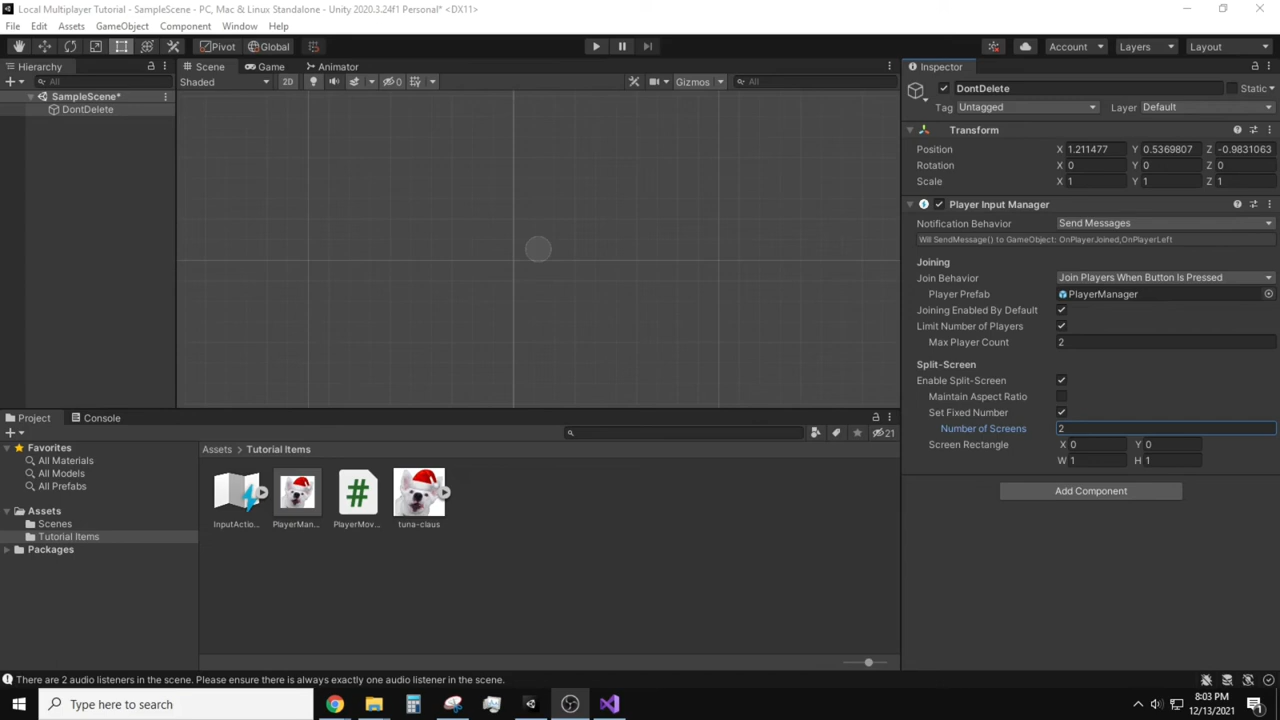 Local Multiplayer Tutorial - SampleScene - PC, Mac & Linux Standalone - Unity 2020.3.24f1 Personal* <DX11>
File Edit Assets GameObject Component Window Help
Pivot Global Account Layers Layout
Hierarchy
All
SampleScene*
DontDelete
Scene Game Animator
Shaded 2D 0 Gizmos All
Inspector
DontDelete Static
Tag Untagged Layer Default
Transform
Position X 1.211477 Y 0.5369807 Z -0.9831063
Rotation X 0 Y 0 Z 0
Scale X 1 Y 1 Z 1
Player Input Manager
Notification Behavior Send Messages
Will SendMessage() to GameObject: OnPlayerJoined,OnPlayerLeft
Joining
Join Behavior Join Players When Button Is Pressed
Player Prefab PlayerManager
Joining Enabled By Default
Limit Number of Players
Max Player Count 2
Split-Screen
Enable Split-Screen
Maintain Aspect Ratio
Set Fixed Number
Number of Screens 2
Screen Rectangle X 0 Y 0
W 1 H 1
Add Component
Project Console
21
Favorites
All Materials
All Models
All Prefabs
Assets
Scenes
Tutorial Items
Packages
Assets Tutorial Items
InputActio... PlayerMan... PlayerMov... tuna-claus
There are 2 audio listeners in the scene. Please ensure there is always exactly one audio listener in the scene.
Type here to search
8:03 PM
12/13/2021
1